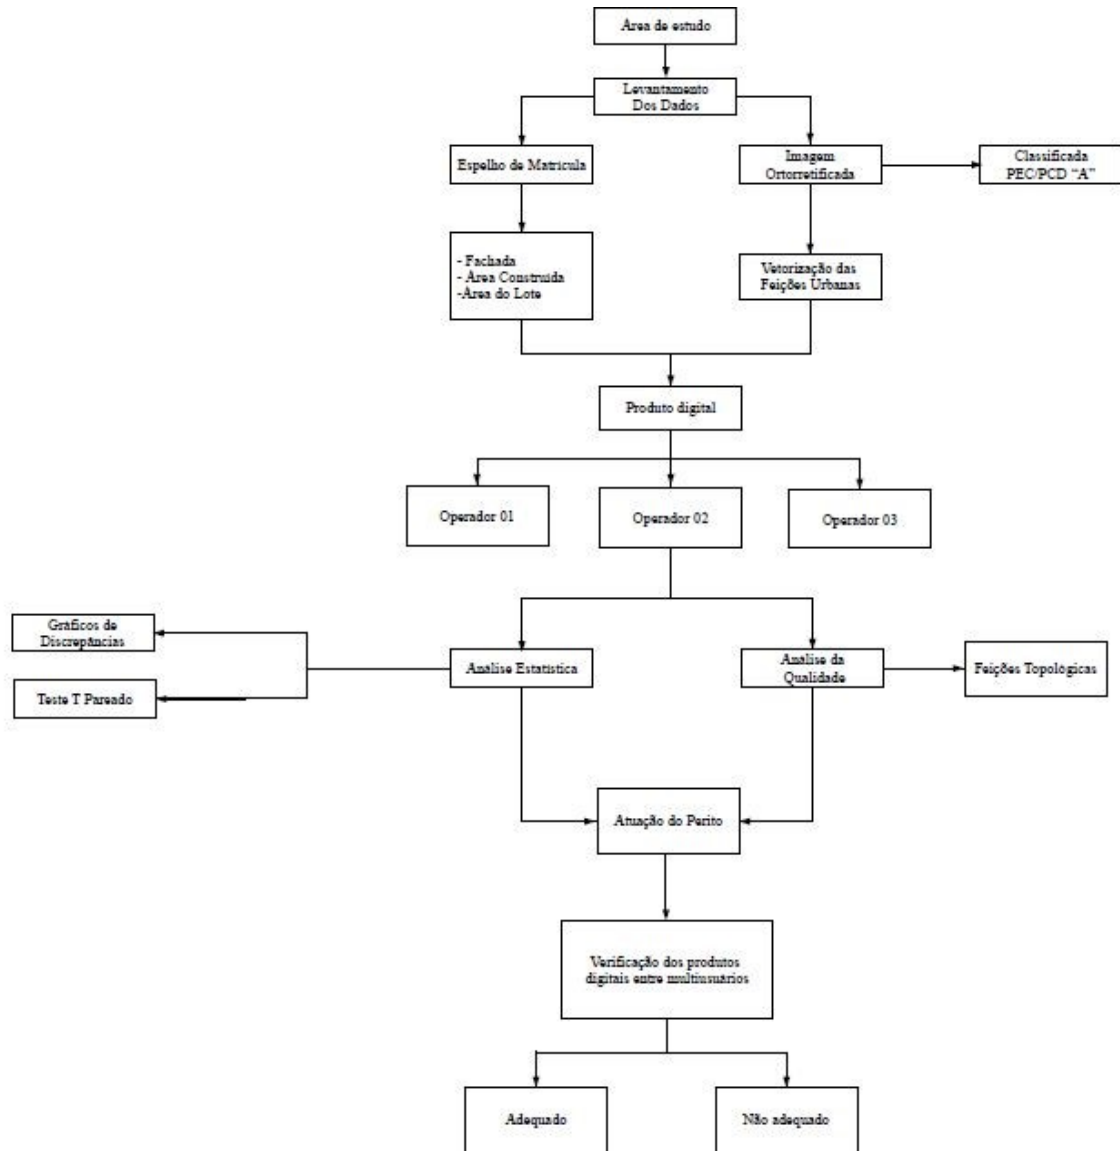 Área de estudo
Levantamento
Dos Dados
Espelho de Matrícula
Imagem
Ortorretificada
Classificada
PEC/PCD “A”
- Fachada
- Área Construída
-Área do Lote
Vetorização das
Feições Urbanas
Produto digital
Operador 01
Operador 02
Operador 03
Gráficos de
Discrepâncias
Teste T Pareado
Análise Estatística
Análise da
Qualidade
Feições Topológicas
Atuação do Perito
Verificação dos produtos
digitais entre multiusuários
Adequado
Não adequado